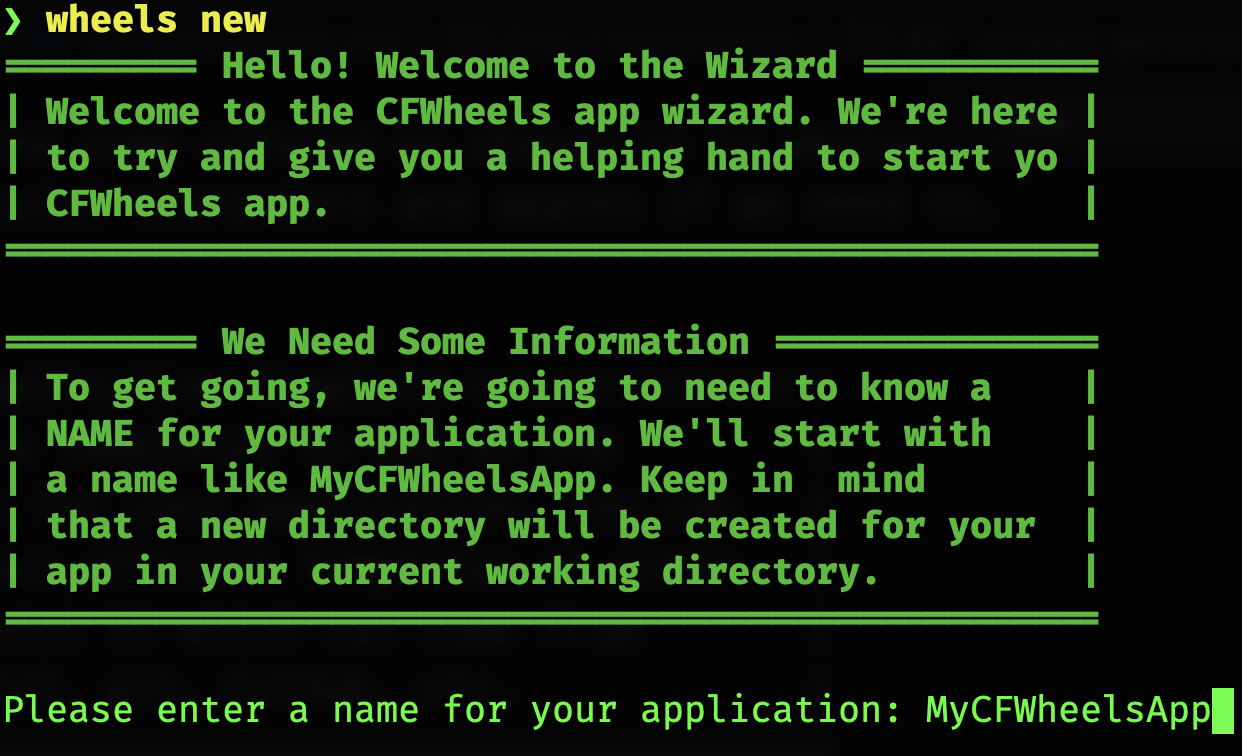 ❯ wheels new
Hello! Welcome to the Wizard
| Welcome to the CFWheels app wizard. We're here |
| to try and give you a helping hand to start yo |
| CFWheels app. |
We Need Some Information
| To get going, we're going to need to know a |
| NAME for your application. We'll start with |
| a name like MyCFWheelsApp. Keep in  mind |
| that a new directory will be created for your |
| app in your current working directory. |
Please enter a name for your application: MyCFWheelsApp